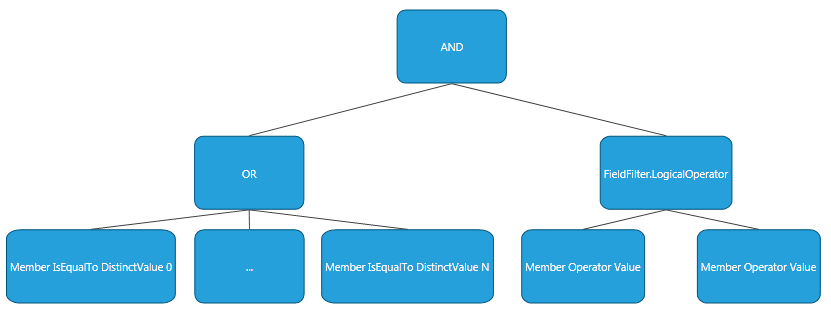 AND
OR
FieldFilter.LogicalOperator
Member IsEqualTo DistinctValue 0
...
Member IsEqualTo DistinctValue N
Member Operator Value
Member Operator Value